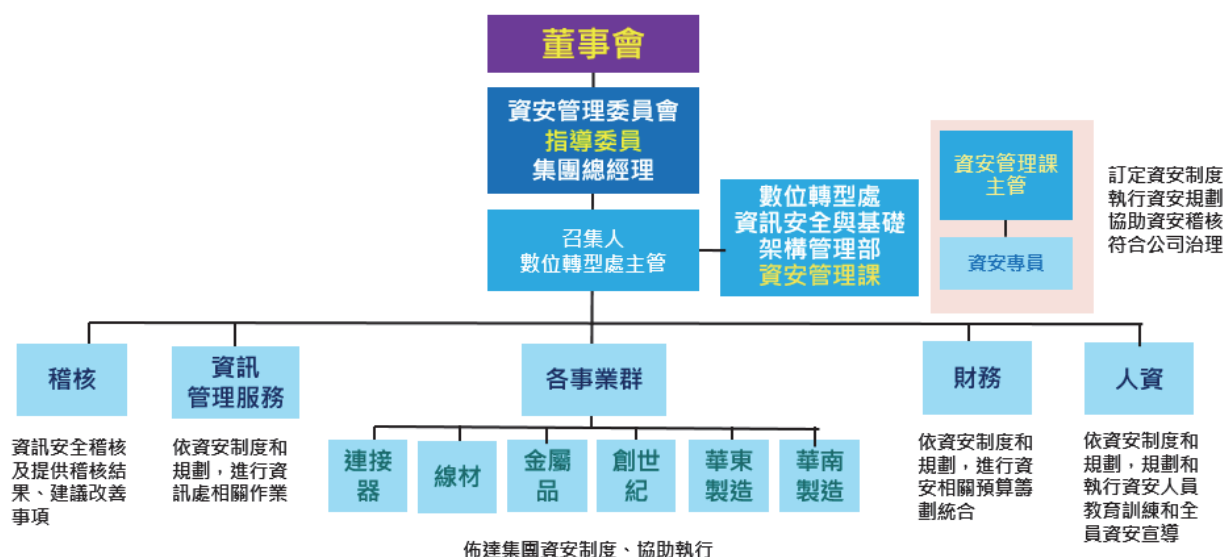 董事會
資安管理委員會
指導委員
集團總經理
召集人
數位轉型處主管
數位轉型處
資訊安全與基礎
架構管理部
資安管理課
資安管理課
主管
資安專員
訂定資安制度
執行資安規劃
協助資安稽核
符合公司治理
稽核
資訊
管理服務
各事業群
財務
人資
資訊安全稽核
及提供稽核結
果、建議改善
事項
依資安制度和
規劃，進行資
訊處相關作業
連接
器
線材
金屬
品
創世
紀
華東
製造
華南
製造
依資安制度和
規劃，進行資
安相關預算籌
劃統合
依資安制度和
規劃，規劃和
執行資安人員
教育訓練和全
員資安宣導
佈達集團資安制度、協助執行